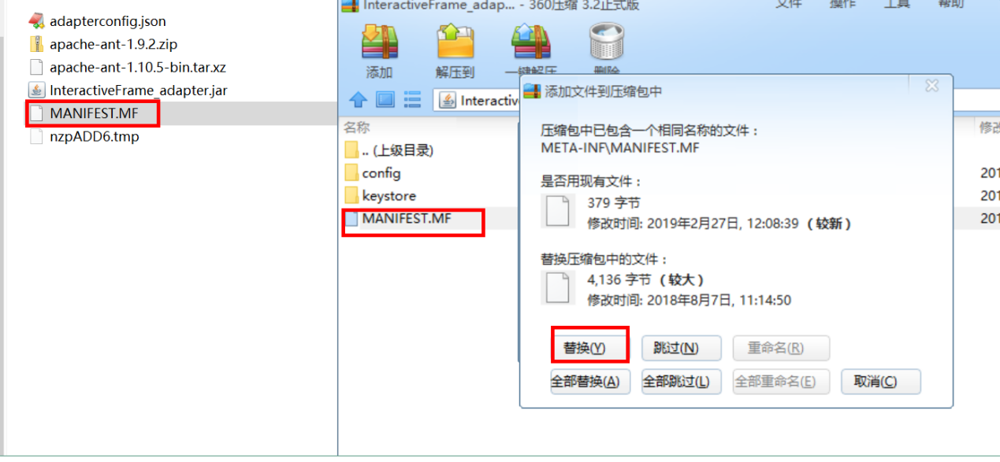 adapterconfig.json
apache-ant-1.9.2.zip
apache-ant-1.10.5-bin.tar.xz
InteractiveFrame_adapter.jar
MANIFEST.MF
nzpADD6.tmp
InteractiveFrame_adap... - 360压缩 3.2正式版
文件 操作 工具 帮助
添加 解压到 一键解压 删除
Interactiv
名称 修改
.. (上级目录)
config 201
keystore 201
MANIFEST.MF 201
添加文件到压缩包中
压缩包中已包含一个相同名称的文件：
META-INF\MANIFEST.MF
是否用现有文件：
379 字节
修改时间: 2019年2月27日, 12:08:39 （较新）
替换压缩包中的文件：
4,136 字节 （较大）
修改时间: 2018年8月7日, 11:14:50
替换(Y) 跳过(N) 重命名(R)
全部替换(A) 全部跳过(L) 全部重命名(E) 取消(C)